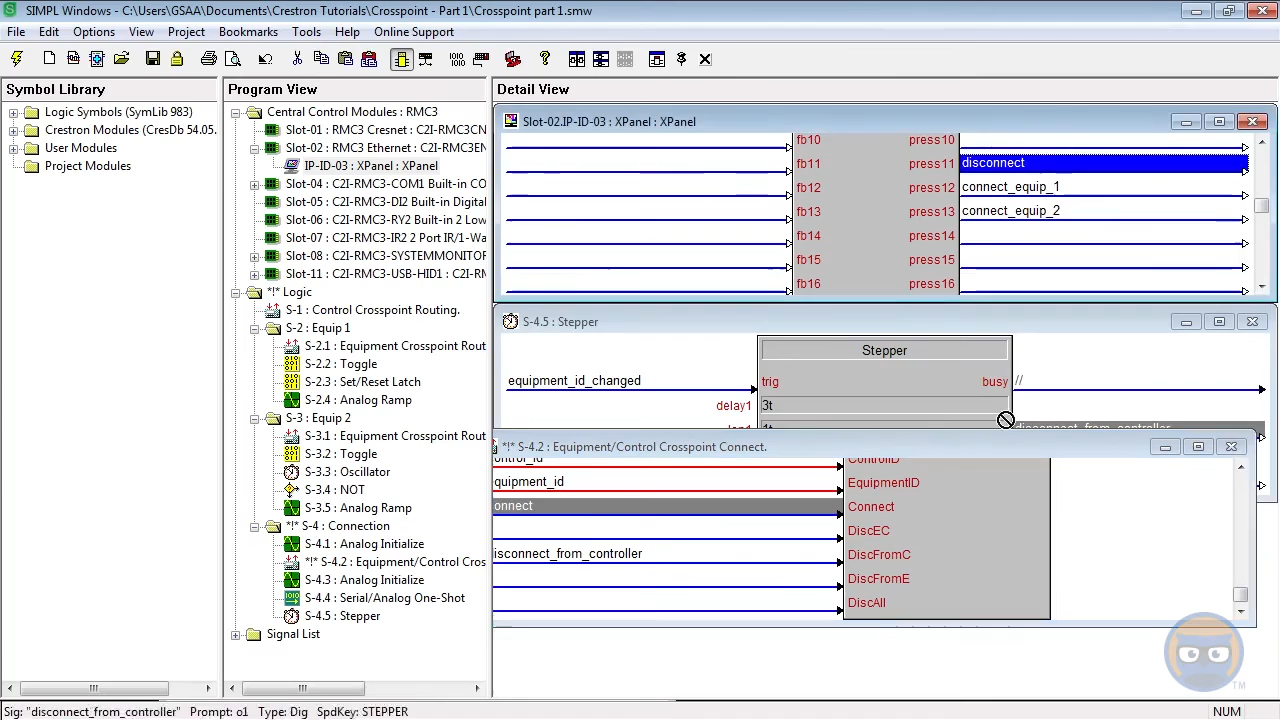 SIMPL Windows - C:\Users\GSAA\Documents\Crestron Tutorials\Crosspoint - Part 1\Crosspoint part 1.smw
File Edit Options View Project Bookmarks Tools Help Online Support
Symbol Library
Logic Symbols (SymLib 983)
Crestron Modules (CresDb 54.05.
User Modules
Project Modules
Program View
Central Control Modules : RMC3
Slot-01 : RMC3 Cresnet : C2I-RMC3CN
Slot-02 : RMC3 Ethernet : C2I-RMC3EN
IP-ID-03 : XPanel : XPanel
Slot-04 : C2I-RMC3-COM1 Built-in CO
Slot-05 : C2I-RMC3-DI2 Built-in Digital
Slot-06 : C2I-RMC3-RY2 Built-in 2 Low
Slot-07 : C2I-RMC3-IR2 2 Port IR/1-Wa
Slot-08 : C2I-RMC3-SYSTEMMONITOR
Slot-11 : C2I-RMC3-USB-HID1 : C2I-RM
*!* Logic
S-1 : Control Crosspoint Routing.
S-2 : Equip 1
S-2.1 : Equipment Crosspoint Rout
S-2.2 : Toggle
S-2.3 : Set/Reset Latch
S-2.4 : Analog Ramp
S-3 : Equip 2
S-3.1 : Equipment Crosspoint Rout
S-3.2 : Toggle
S-3.3 : Oscillator
S-3.4 : NOT
S-3.5 : Analog Ramp
*!* S-4 : Connection
S-4.1 : Analog Initialize
*!* S-4.2 : Equipment/Control Cros
S-4.3 : Analog Initialize
S-4.4 : Serial/Analog One-Shot
S-4.5 : Stepper
Signal List
Detail View
Slot-02.IP-ID-03 : XPanel : XPanel
fb10 press10
fb11 press11 disconnect
fb12 press12 connect_equip_1
fb13 press13 connect_equip_2
fb14 press14
fb15 press15
fb16 press16
S-4.5 : Stepper
Stepper
equipment_id_changed trig busy //
delay1 3t
disconnect_from_controller
*!* S-4.2 : Equipment/Control Crosspoint Connect.
ontrol_id ControlID
quipment_id EquipmentID
onnect Connect
DiscEC
isconnect_from_controller DiscFromC
DiscFromE
DiscAll
TM
Sig: "disconnect_from_controller" Prompt: o1 Type: Dig SpdKey: STEPPER
NUM